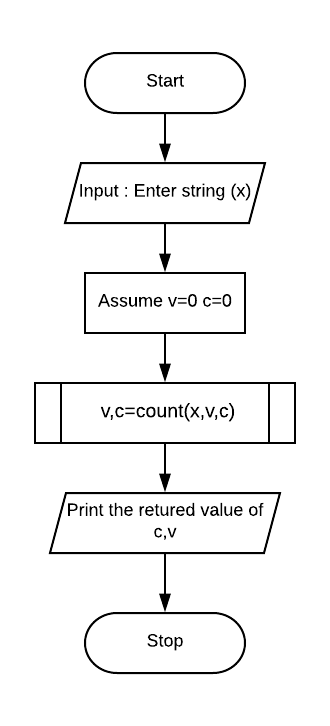 Start
Input : Enter string (x)
Assume v=0 c=0
v,c=count(x,v,c)
Print the retured value of
c,v
Stop